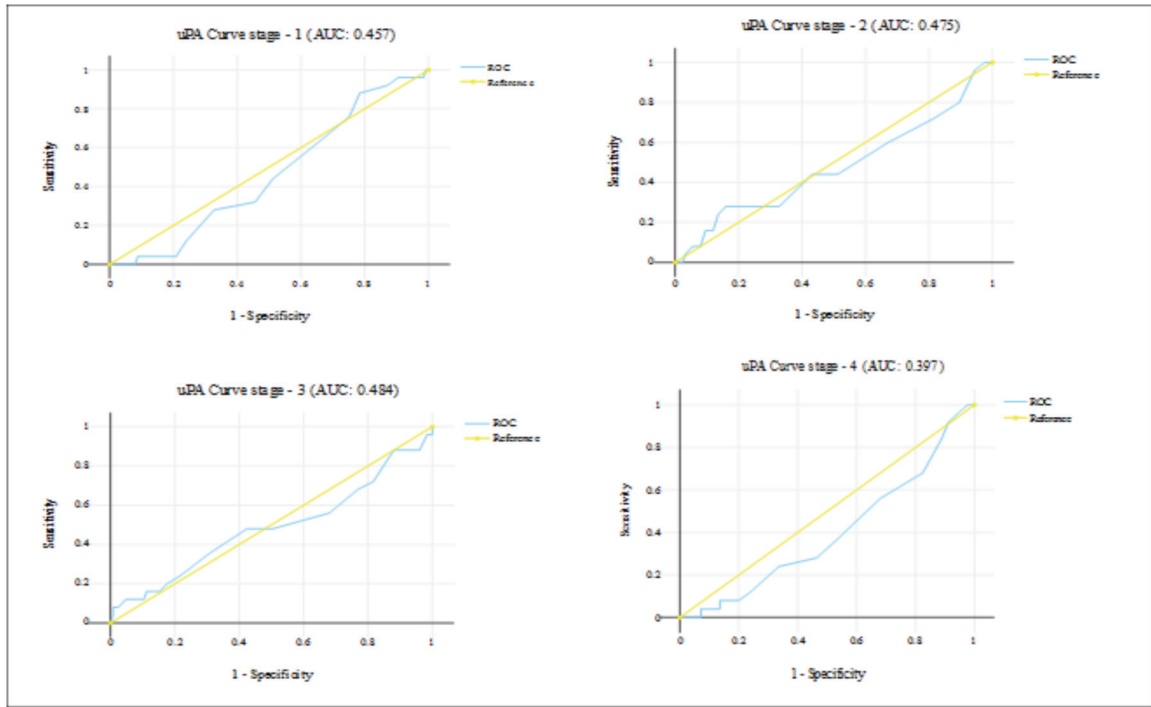 uPA Curve stage - 1 (AUC: 0.457)
1
0.8
0.6
0.4
0.2
0
Sensitivity
0
0.2
0.4
0.6
0.8
1
1 - Specificity
ROC
Reference
uPA Curve stage - 2 (AUC: 0.475)
1
0.8
0.6
0.4
0.2
0
Sensitivity
0
0.2
0.4
0.6
0.8
1
1 - Specificity
ROC
Reference
uPA Curve stage - 3 (AUC: 0.484)
1
0.8
0.6
0.4
0.2
0
Sensitivity
0
0.2
0.4
0.6
0.8
1
1 - Specificity
ROC
Reference
uPA Curve stage - 4 (AUC: 0.397)
1
0.8
0.6
0.4
0.2
0
Sensitivity
0
0.2
0.4
0.6
0.8
1
1 - Specificity
ROC
Reference